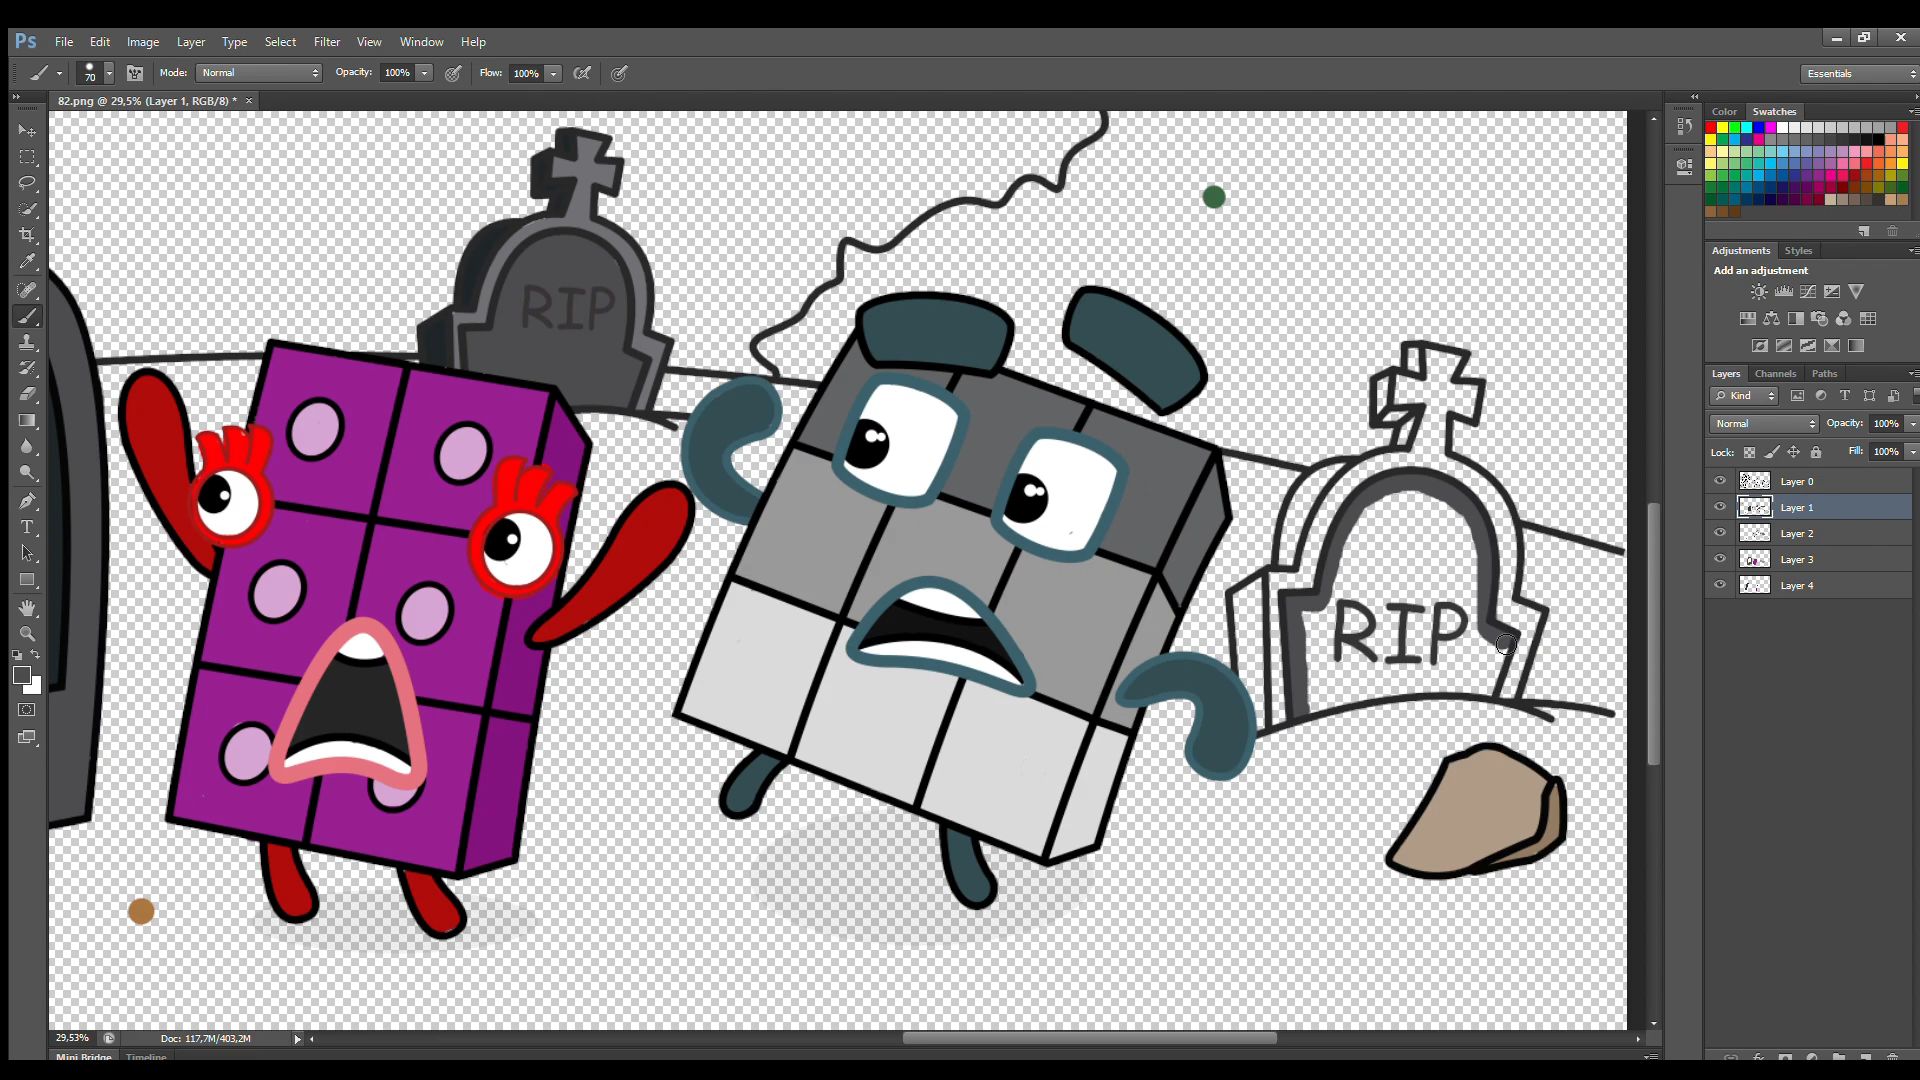 Ps File Edit Image Layer Type Select Filter View Window Help
70 Mode: Normal Opacity: 100% Flow: 100% Essentials
82.png @ 29,5% (Layer 1, RGB/8) * ×
Color Swatches
RIP
RIP
Adjustments Styles
Add an adjustment
Layers Channels Paths
Kind
Normal Opacity: 100%
Lock: Fill: 100%
Layer 0
Layer 1
Layer 2
Layer 3
Layer 4
29,53% Doc: 117,7M/403,2M
Mini Bridge Timeline